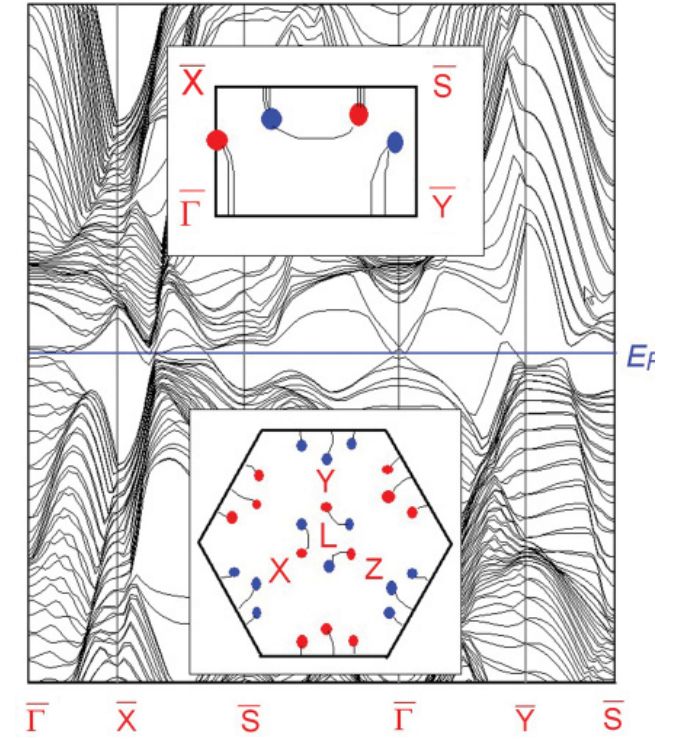 X̅ S̅
Γ̅ Y̅
E_F
Y
L
X Z
Γ̅ X̅ S̅ Γ̅ Y̅ S̅